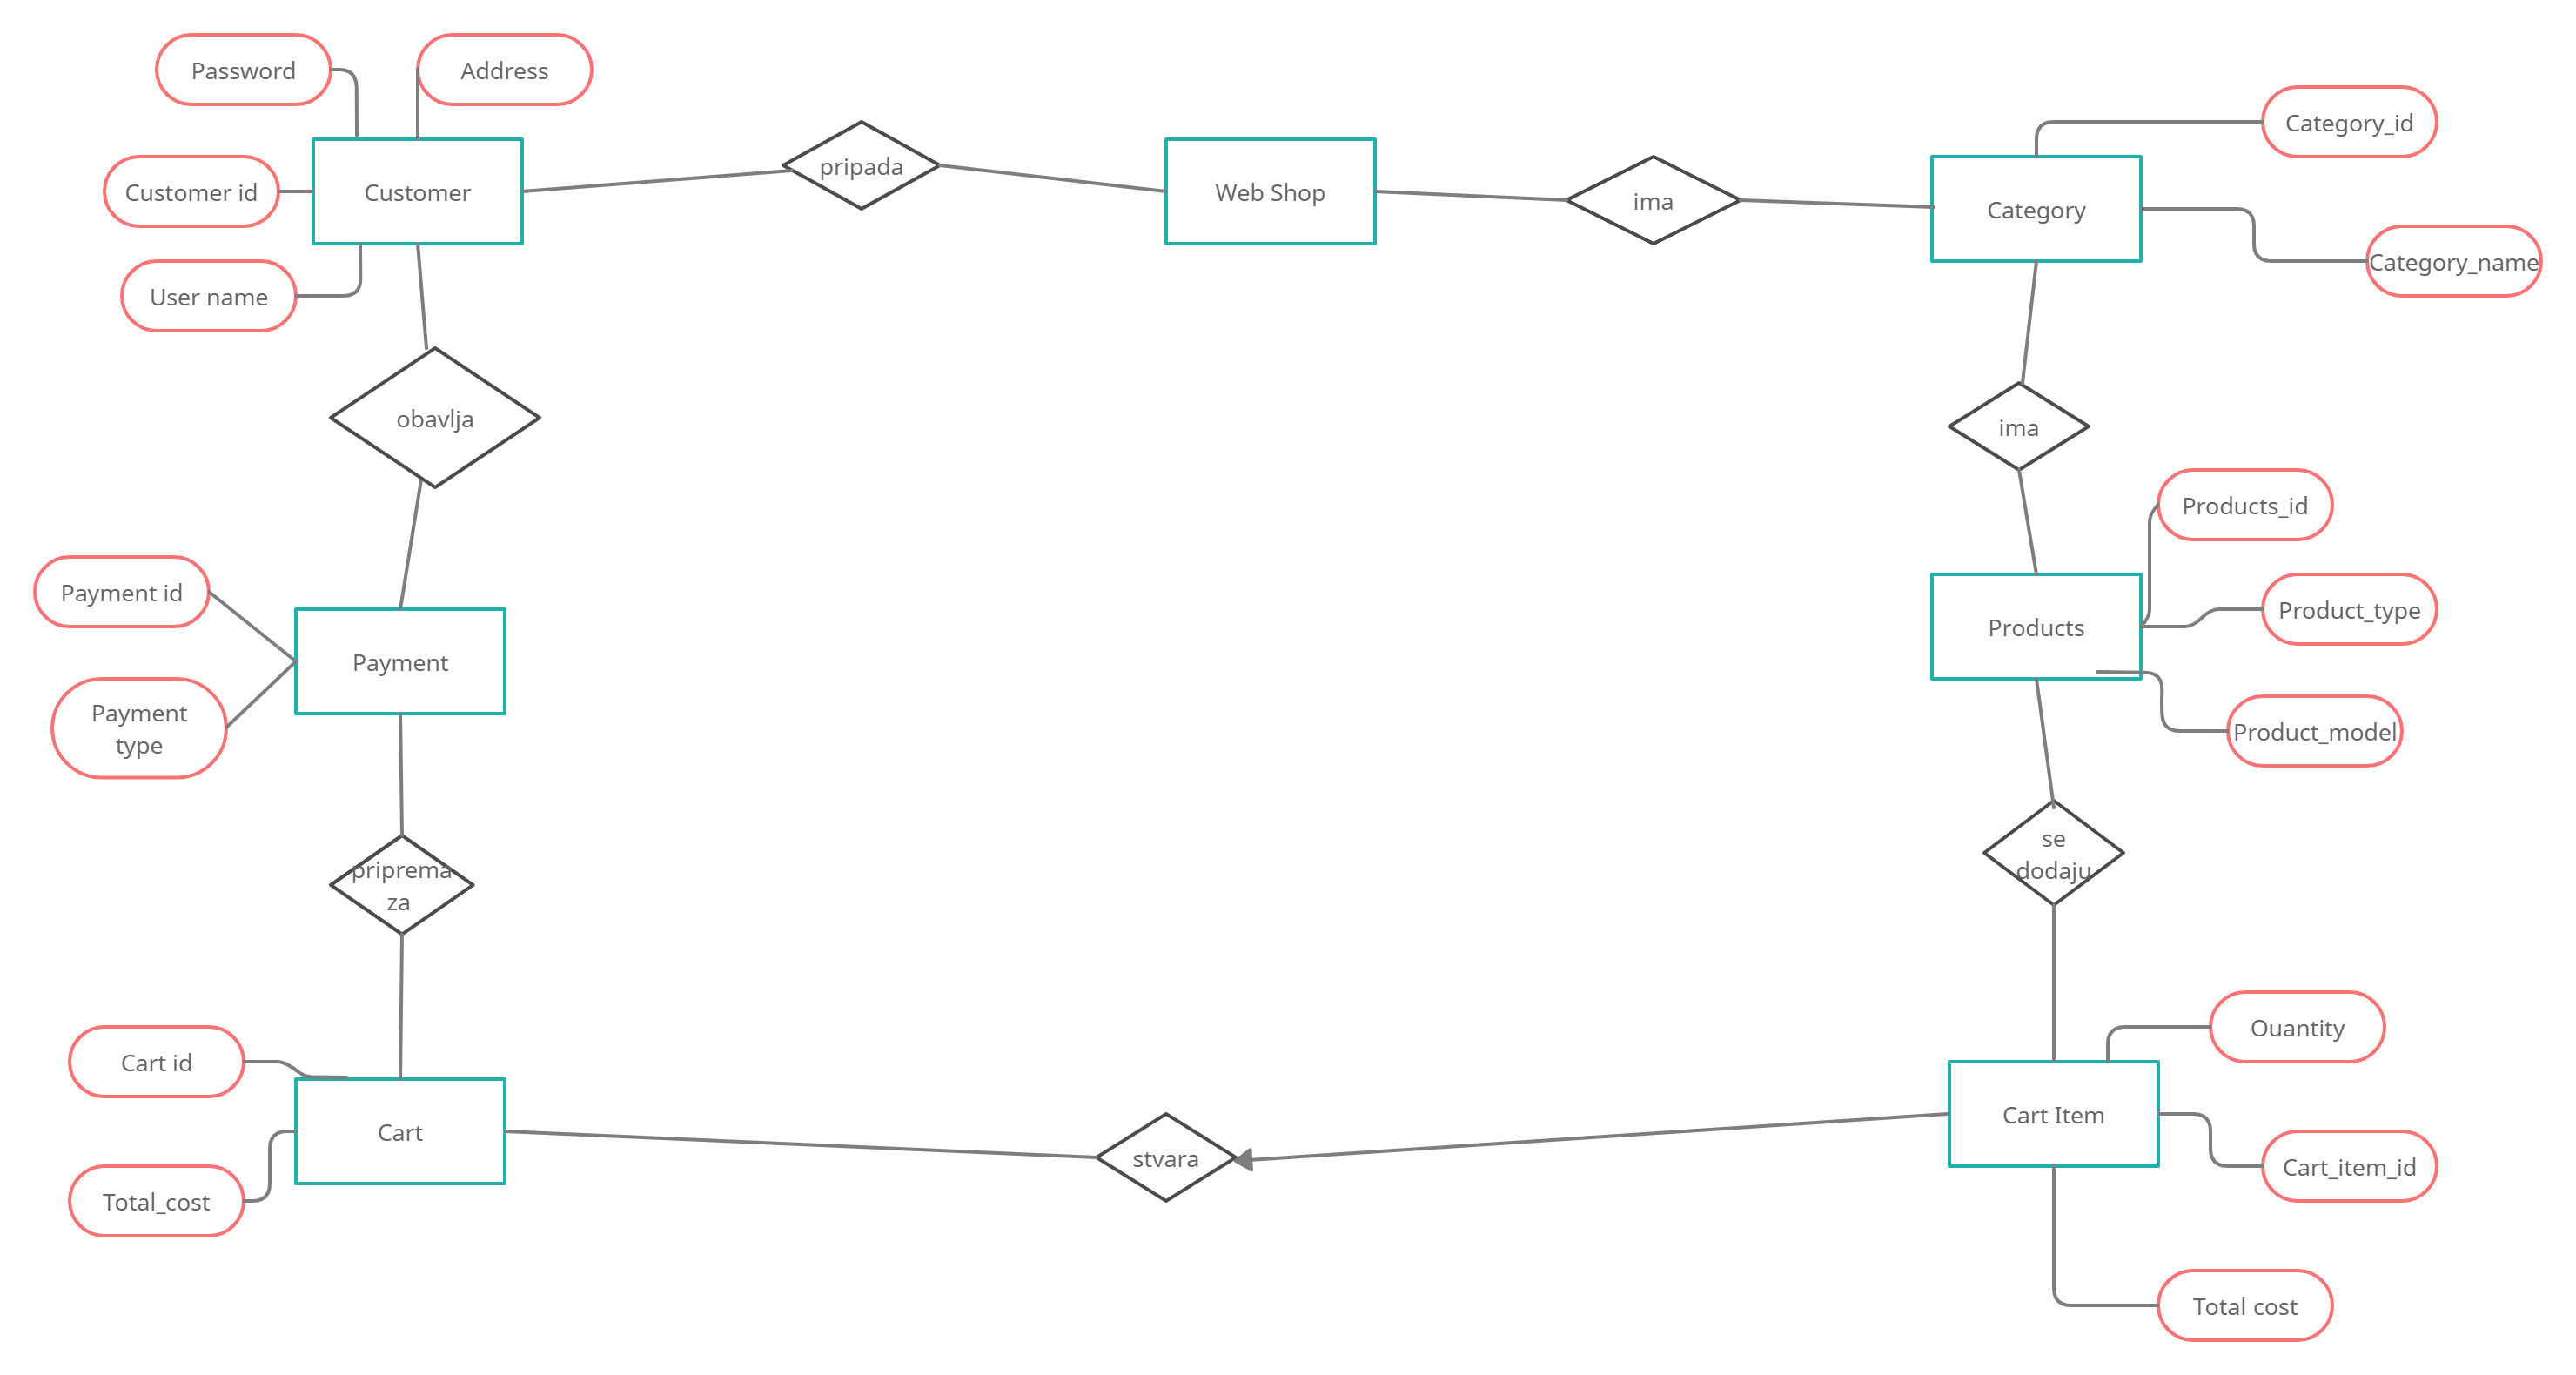 Password
Address
Customer id
Customer
User name
pripada
Web Shop
ima
Category
Category_id
Category_name
obavlja
ima
Payment id
Payment
type
Payment
Products_id
Products
Product_type
Product_model
priprema
za
se
dodaju
Cart id
Cart
Total_cost
stvara
Ouantity
Cart Item
Cart_item_id
Total cost